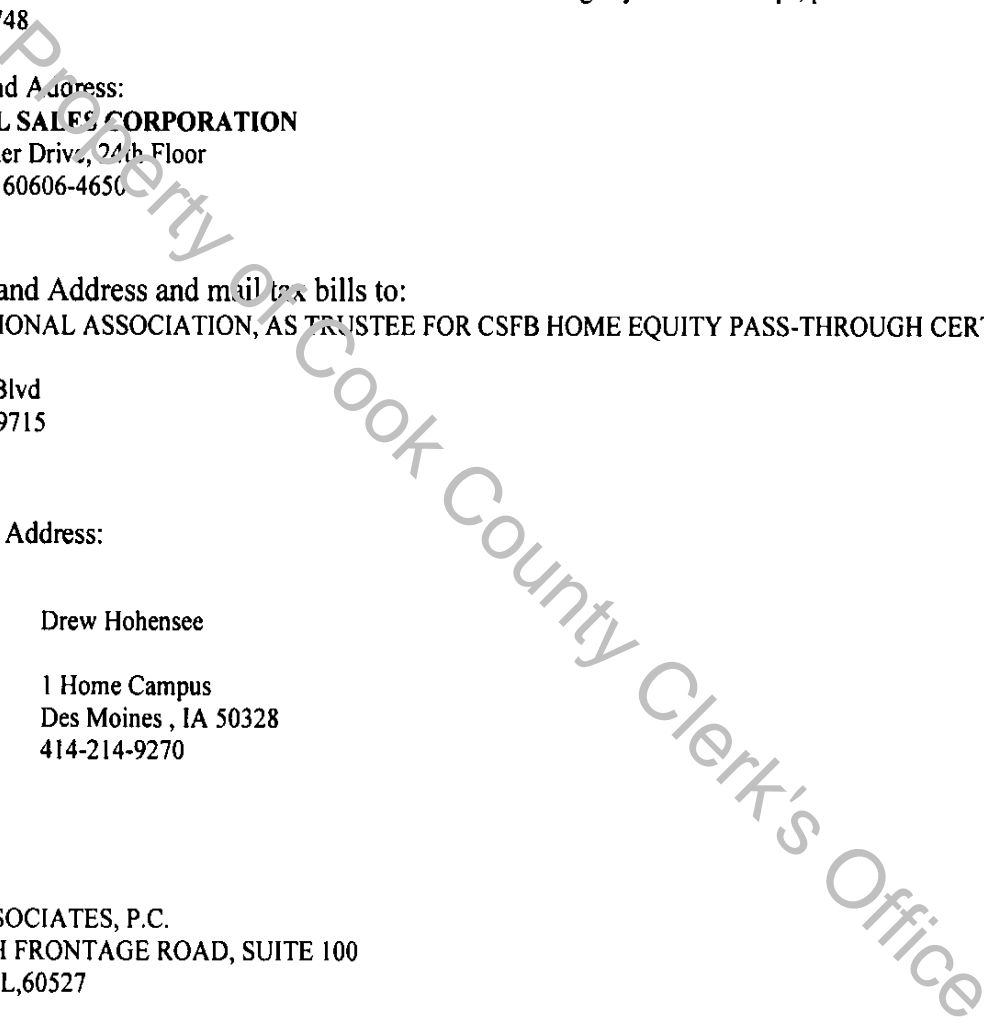 748
nd Address:
L SALES CORPORATION
er Drive, 24th Floor
60606-4650
and Address and mail tax bills to:
IONAL ASSOCIATION, AS TRUSTEE FOR CSFB HOME EQUITY PASS-THROUGH CERT
Blvd
9715
Address:
Drew Hohensee
1 Home Campus
Des Moines , IA 50328
414-214-9270
SOCIATES, P.C.
H FRONTAGE ROAD, SUITE 100
L,60527
Property of Cook County Clerk's Office